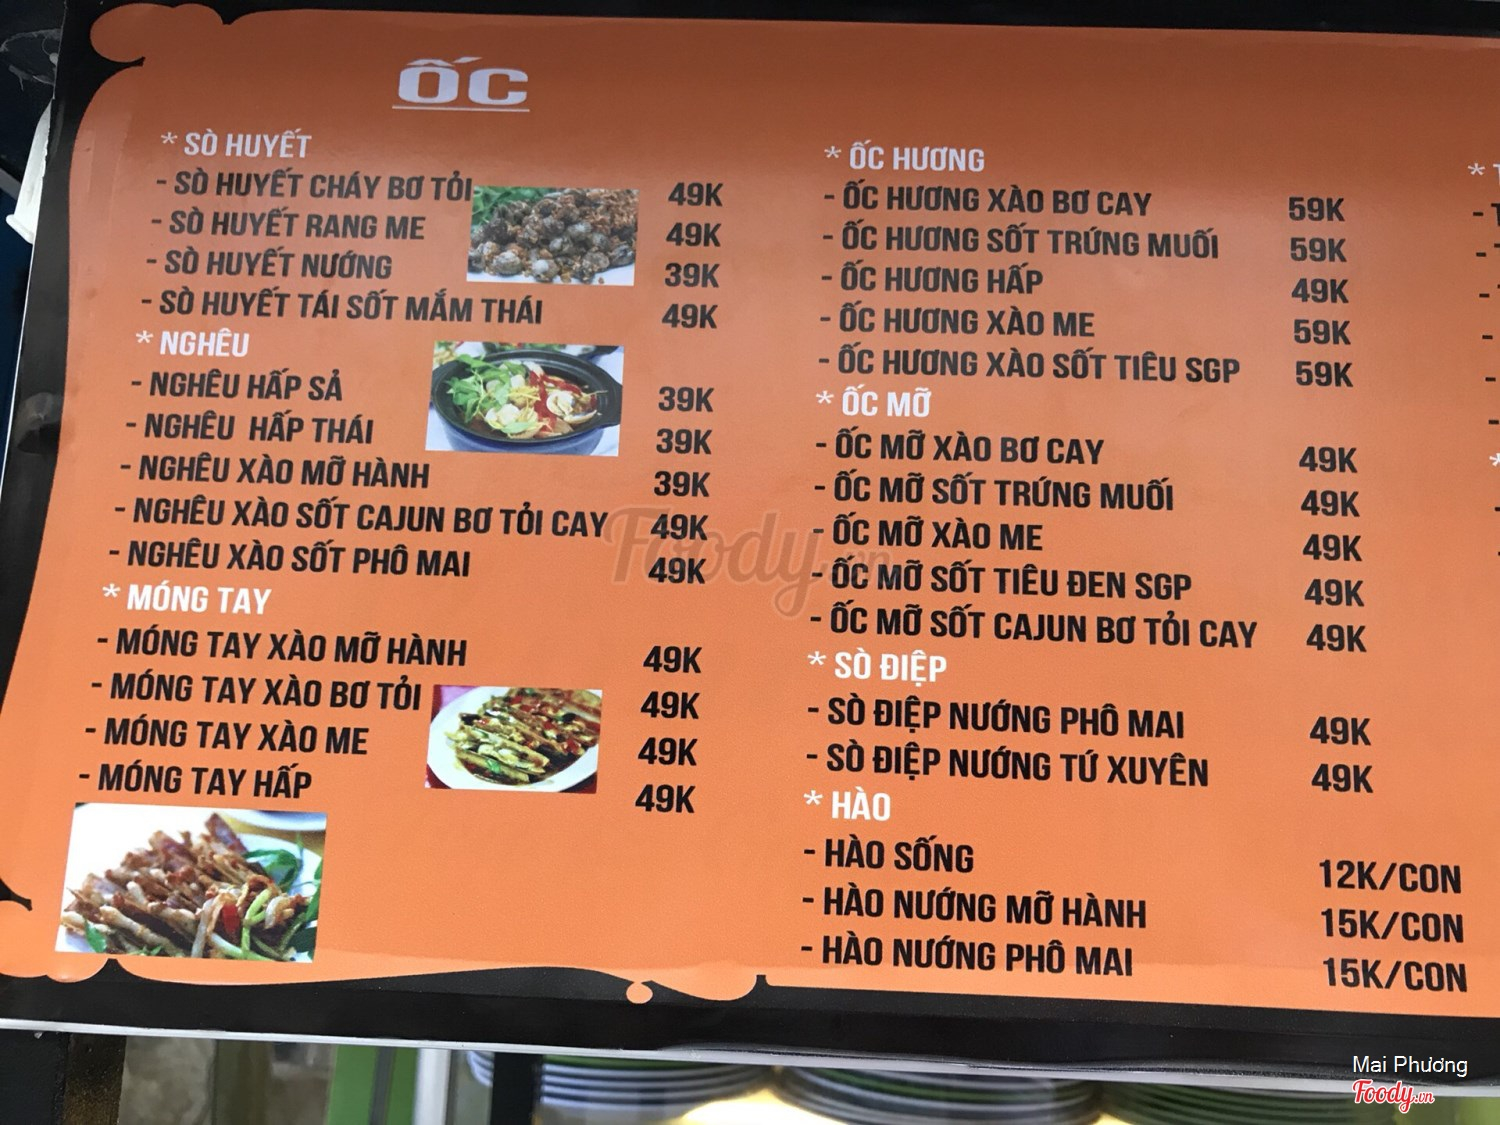 ỐC
* SÒ HUYẾT
- SÒ HUYẾT CHÁY BƠ TỎI 49K
- SÒ HUYẾT RANG ME 49K
- SÒ HUYẾT NƯỚNG 39K
- SÒ HUYẾT TÁI SỐT MẮM THÁI 49K
* NGHÊU
- NGHÊU HẤP SẢ 39K
- NGHÊU HẤP THÁI 39K
- NGHÊU XÀO MỠ HÀNH 39K
- NGHÊU XÀO SỐT CAJUN BƠ TỎI CAY 49K
- NGHÊU XÀO SỐT PHÔ MAI 49K
* MÓNG TAY
- MÓNG TAY XÀO MỠ HÀNH 49K
- MÓNG TAY XÀO BƠ TỎI 49K
- MÓNG TAY XÀO ME 49K
- MÓNG TAY HẤP 49K
* ỐC HƯƠNG
- ỐC HƯƠNG XÀO BƠ CAY 59K
- ỐC HƯƠNG SỐT TRỨNG MUỐI 59K
- ỐC HƯƠNG HẤP 49K
- ỐC HƯƠNG XÀO ME 59K
- ỐC HƯƠNG XÀO SỐT TIÊU SGP 59K
* ỐC MỠ
- ỐC MỠ XÀO BƠ CAY 49K
- ỐC MỠ SỐT TRỨNG MUỐI 49K
- ỐC MỠ XÀO ME 49K
- ỐC MỠ SỐT TIÊU ĐEN SGP 49K
- ỐC MỠ SỐT CAJUN BƠ TỎI CAY 49K
* SÒ ĐIỆP
- SÒ ĐIỆP NƯỚNG PHÔ MAI 49K
- SÒ ĐIỆP NƯỚNG TỨ XUYÊN 49K
* HÀO
- HÀO SỐNG 12K/CON
- HÀO NƯỚNG MỠ HÀNH 15K/CON
- HÀO NƯỚNG PHÔ MAI 15K/CON
Foody.vn
Mai Phương
Foody.vn